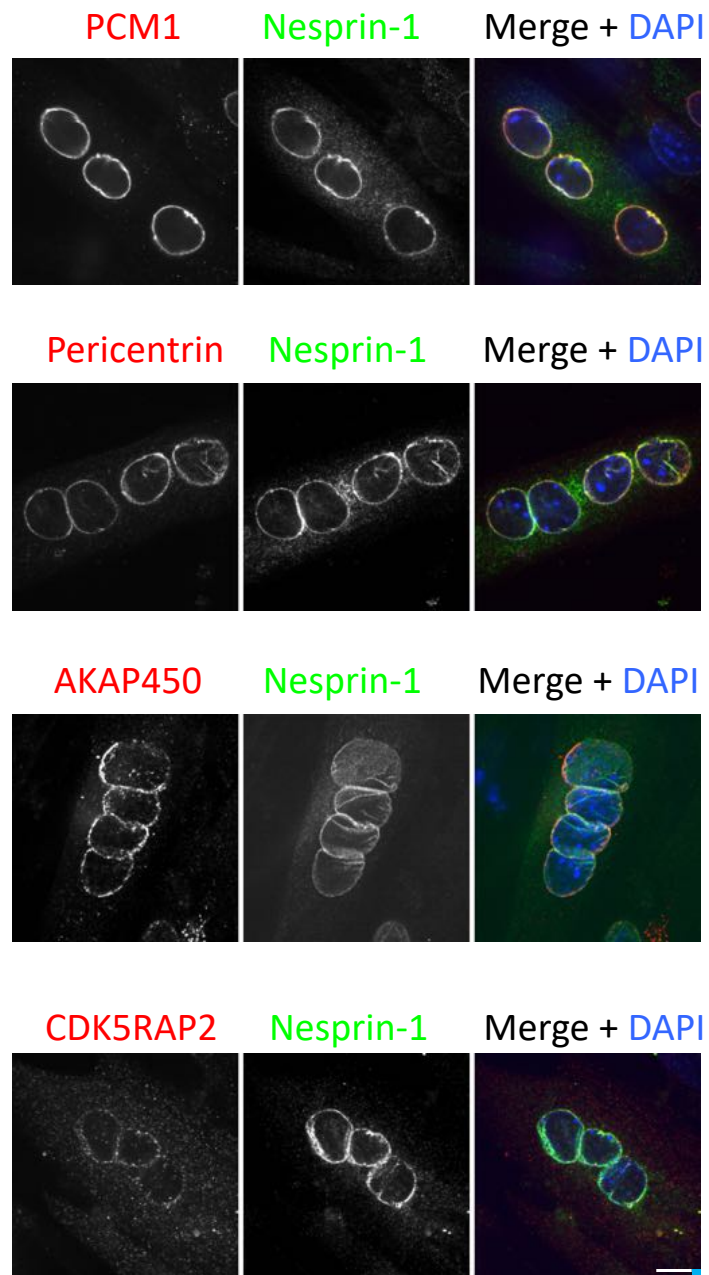 PCM1 Nesprin-1 Merge + DAPI
Pericentrin Nesprin-1 Merge + DAPI
AKAP450 Nesprin-1 Merge + DAPI
CDK5RAP2 Nesprin-1 Merge + DAPI